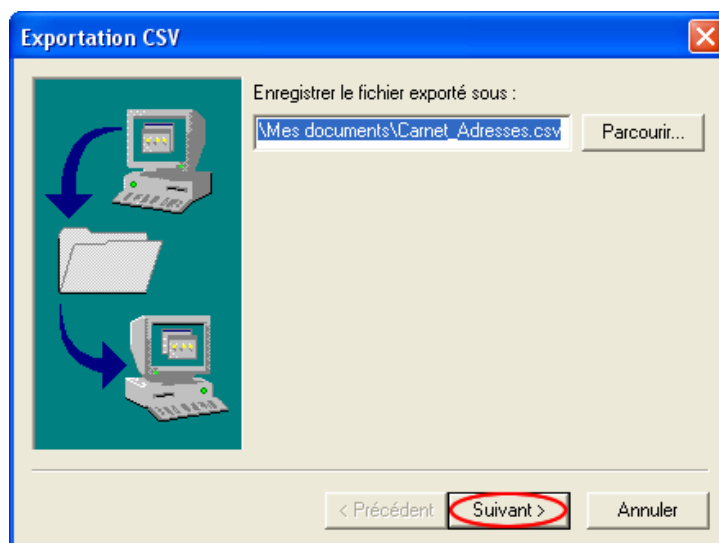 Exportation CSV
Enregistrer le fichier exporté sous :
\Mes documents\Carnet_Adresses.csv
Parcourir...
< Précédent
Suivant >
Annuler